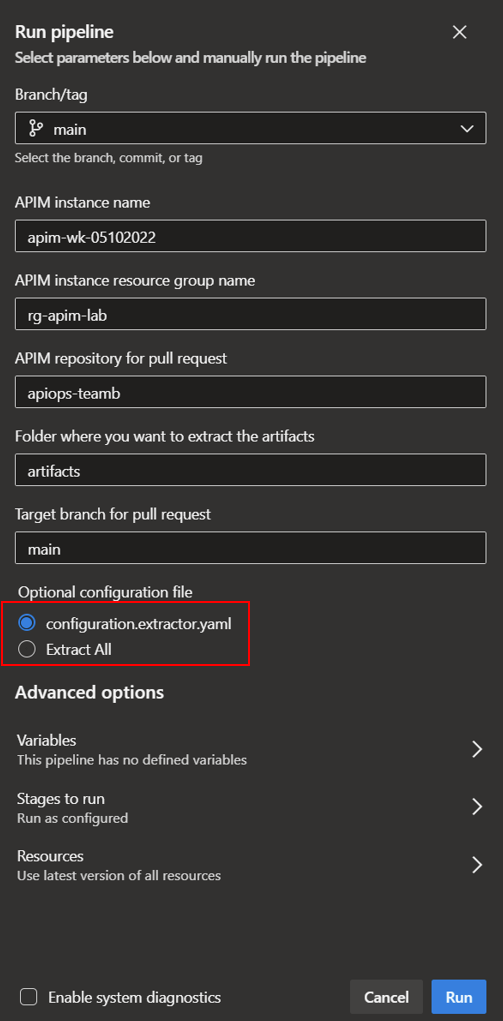 Run pipeline
Select parameters below and manually run the pipeline
Branch/tag
main
Select the branch, commit, or tag
APIM instance name
apim-wk-05102022
APIM instance resource group name
rg-apim-lab
APIM repository for pull request
apiops-teamb
Folder where you want to extract the artifacts
artifacts
Target branch for pull request
main
Optional configuration file
configuration.extractor.yaml
Extract All
Advanced options
Variables
This pipeline has no defined variables
Stages to run
Run as configured
Resources
Use latest version of all resources
Enable system diagnostics
Cancel
Run